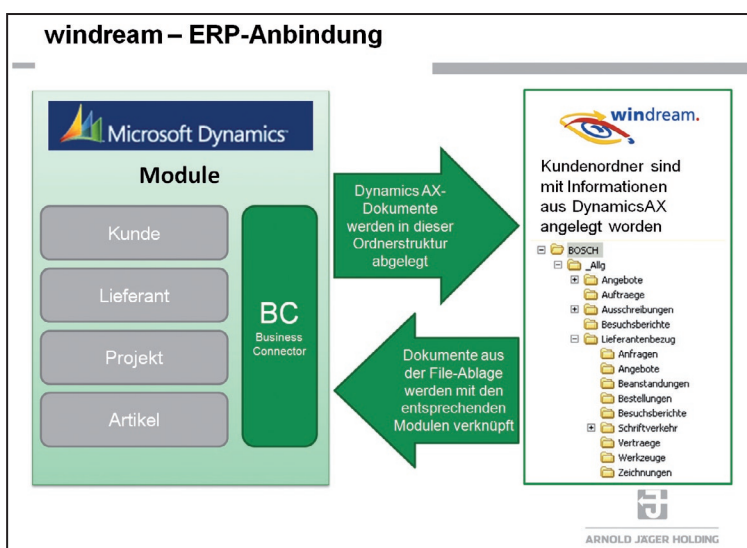 windream – ERP-Anbindung
Microsoft Dynamics
Module
Kunde
Lieferant
Projekt
Artikel
BC
Business
Connector
Dynamics AX-
Dokumente
werden in dieser
Ordnerstruktur
abgelegt
Dokumente aus
der File-Ablage
werden mit den
entsprechenden
Modulen verknüpft
windream.
Kundenordner sind
mit Informationen
aus DynamicsAX
angelegt worden
BOSCH
_Allg
Angebote
Auftraege
Ausschreibungen
Besuchsberichte
Lieferantenbezug
Anfragen
Angebote
Beanstandungen
Bestellungen
Besuchsberichte
Schriftverkehr
Vertraege
Werkzeuge
Zeichnungen
ARNOLD JÄGER HOLDING